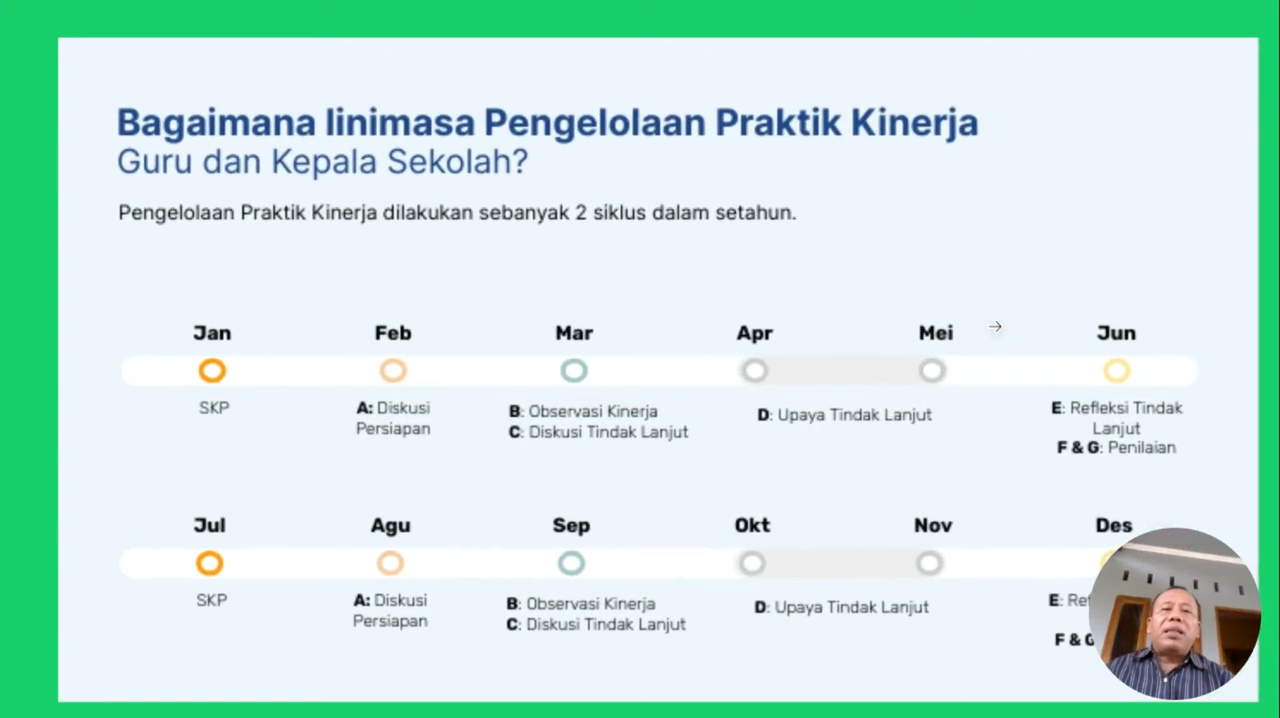 Bagaimana linimasa Pengelolaan Praktik Kinerja
Guru dan Kepala Sekolah?
Pengelolaan Praktik Kinerja dilakukan sebanyak 2 siklus dalam setahun.
Jan Feb Mar Apr Mei Jun
SKP
A: Diskusi
Persiapan
B: Observasi Kinerja
C: Diskusi Tindak Lanjut
D: Upaya Tindak Lanjut
E: Refleksi Tindak
Lanjut
F & G: Penilaian
Jul Agu Sep Okt Nov Des
SKP
A: Diskusi
Persiapan
B: Observasi Kinerja
C: Diskusi Tindak Lanjut
D: Upaya Tindak Lanjut
E:
F &